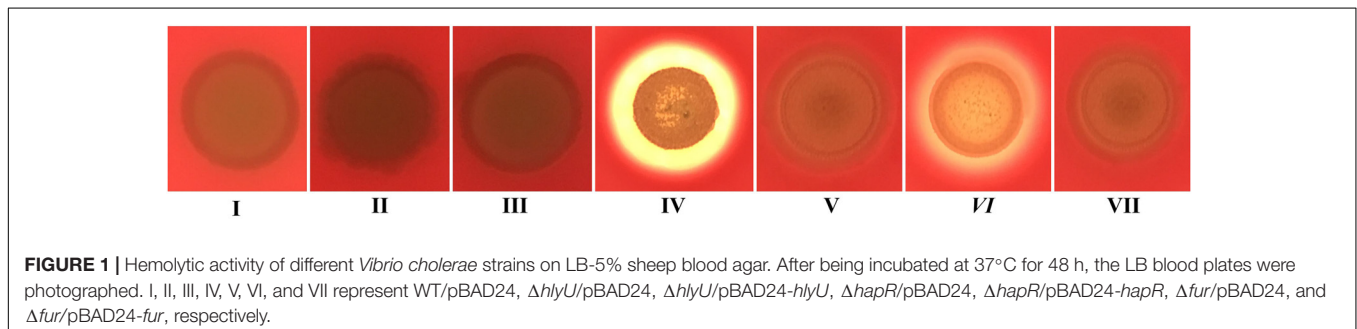 I II III IV V VI VII
FIGURE 1 | Hemolytic activity of different Vibrio cholerae strains on LB-5% sheep blood agar. After being incubated at 37°C for 48 h, the LB blood plates were
photographed. I, II, III, IV, V, VI, and VII represent WT/pBAD24, ΔhlyU/pBAD24, ΔhlyU/pBAD24-hlyU, ΔhapR/pBAD24, ΔhapR/pBAD24-hapR, Δfur/pBAD24, and
Δfur/pBAD24-fur, respectively.